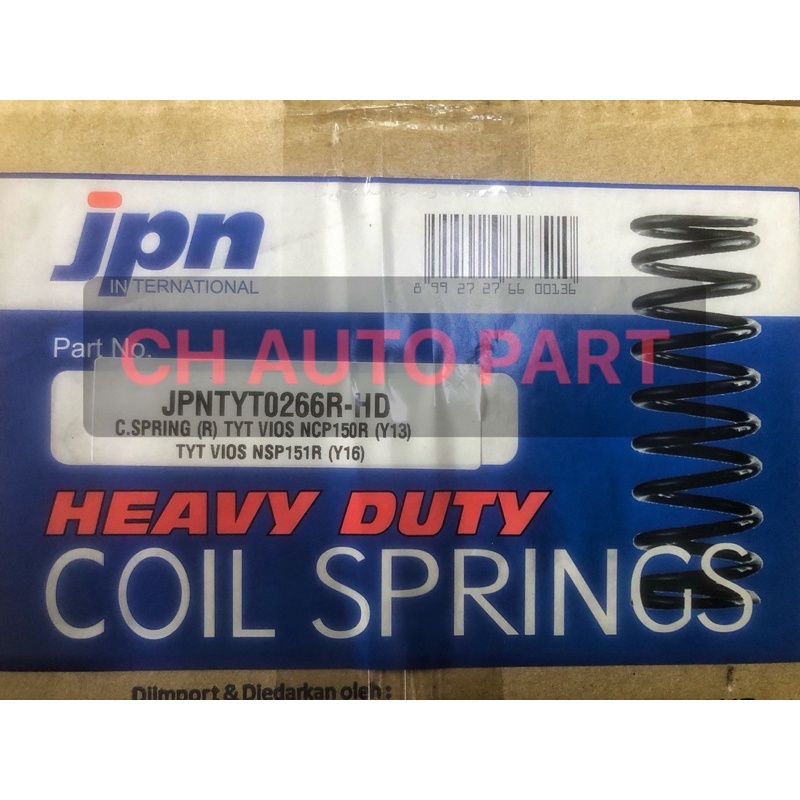 jpn
INTERNATIONAL
8 99 27 27 66 00136
Part No.
CH AUTO PART
JPNTYT0266R-HD
C.SPRING (R) TYT VIOS NCP150R (Y13)
TYT VIOS NSP151R (Y16)
HEAVY DUTY
COIL SPRINGS
Diimport & Diedarkan oleh :